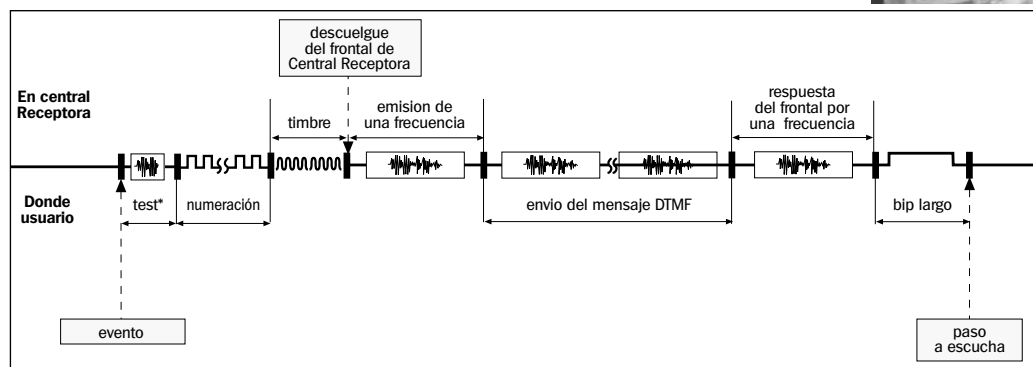 descuelgue
del frontal de
Central Receptora
En central
Receptora
timbre
emision de
una frecuencia
respuesta
del frontal por
una frecuencia
Donde
usuario
test*
numeración
envio del mensaje DTMF
bip largo
evento
paso
a escucha